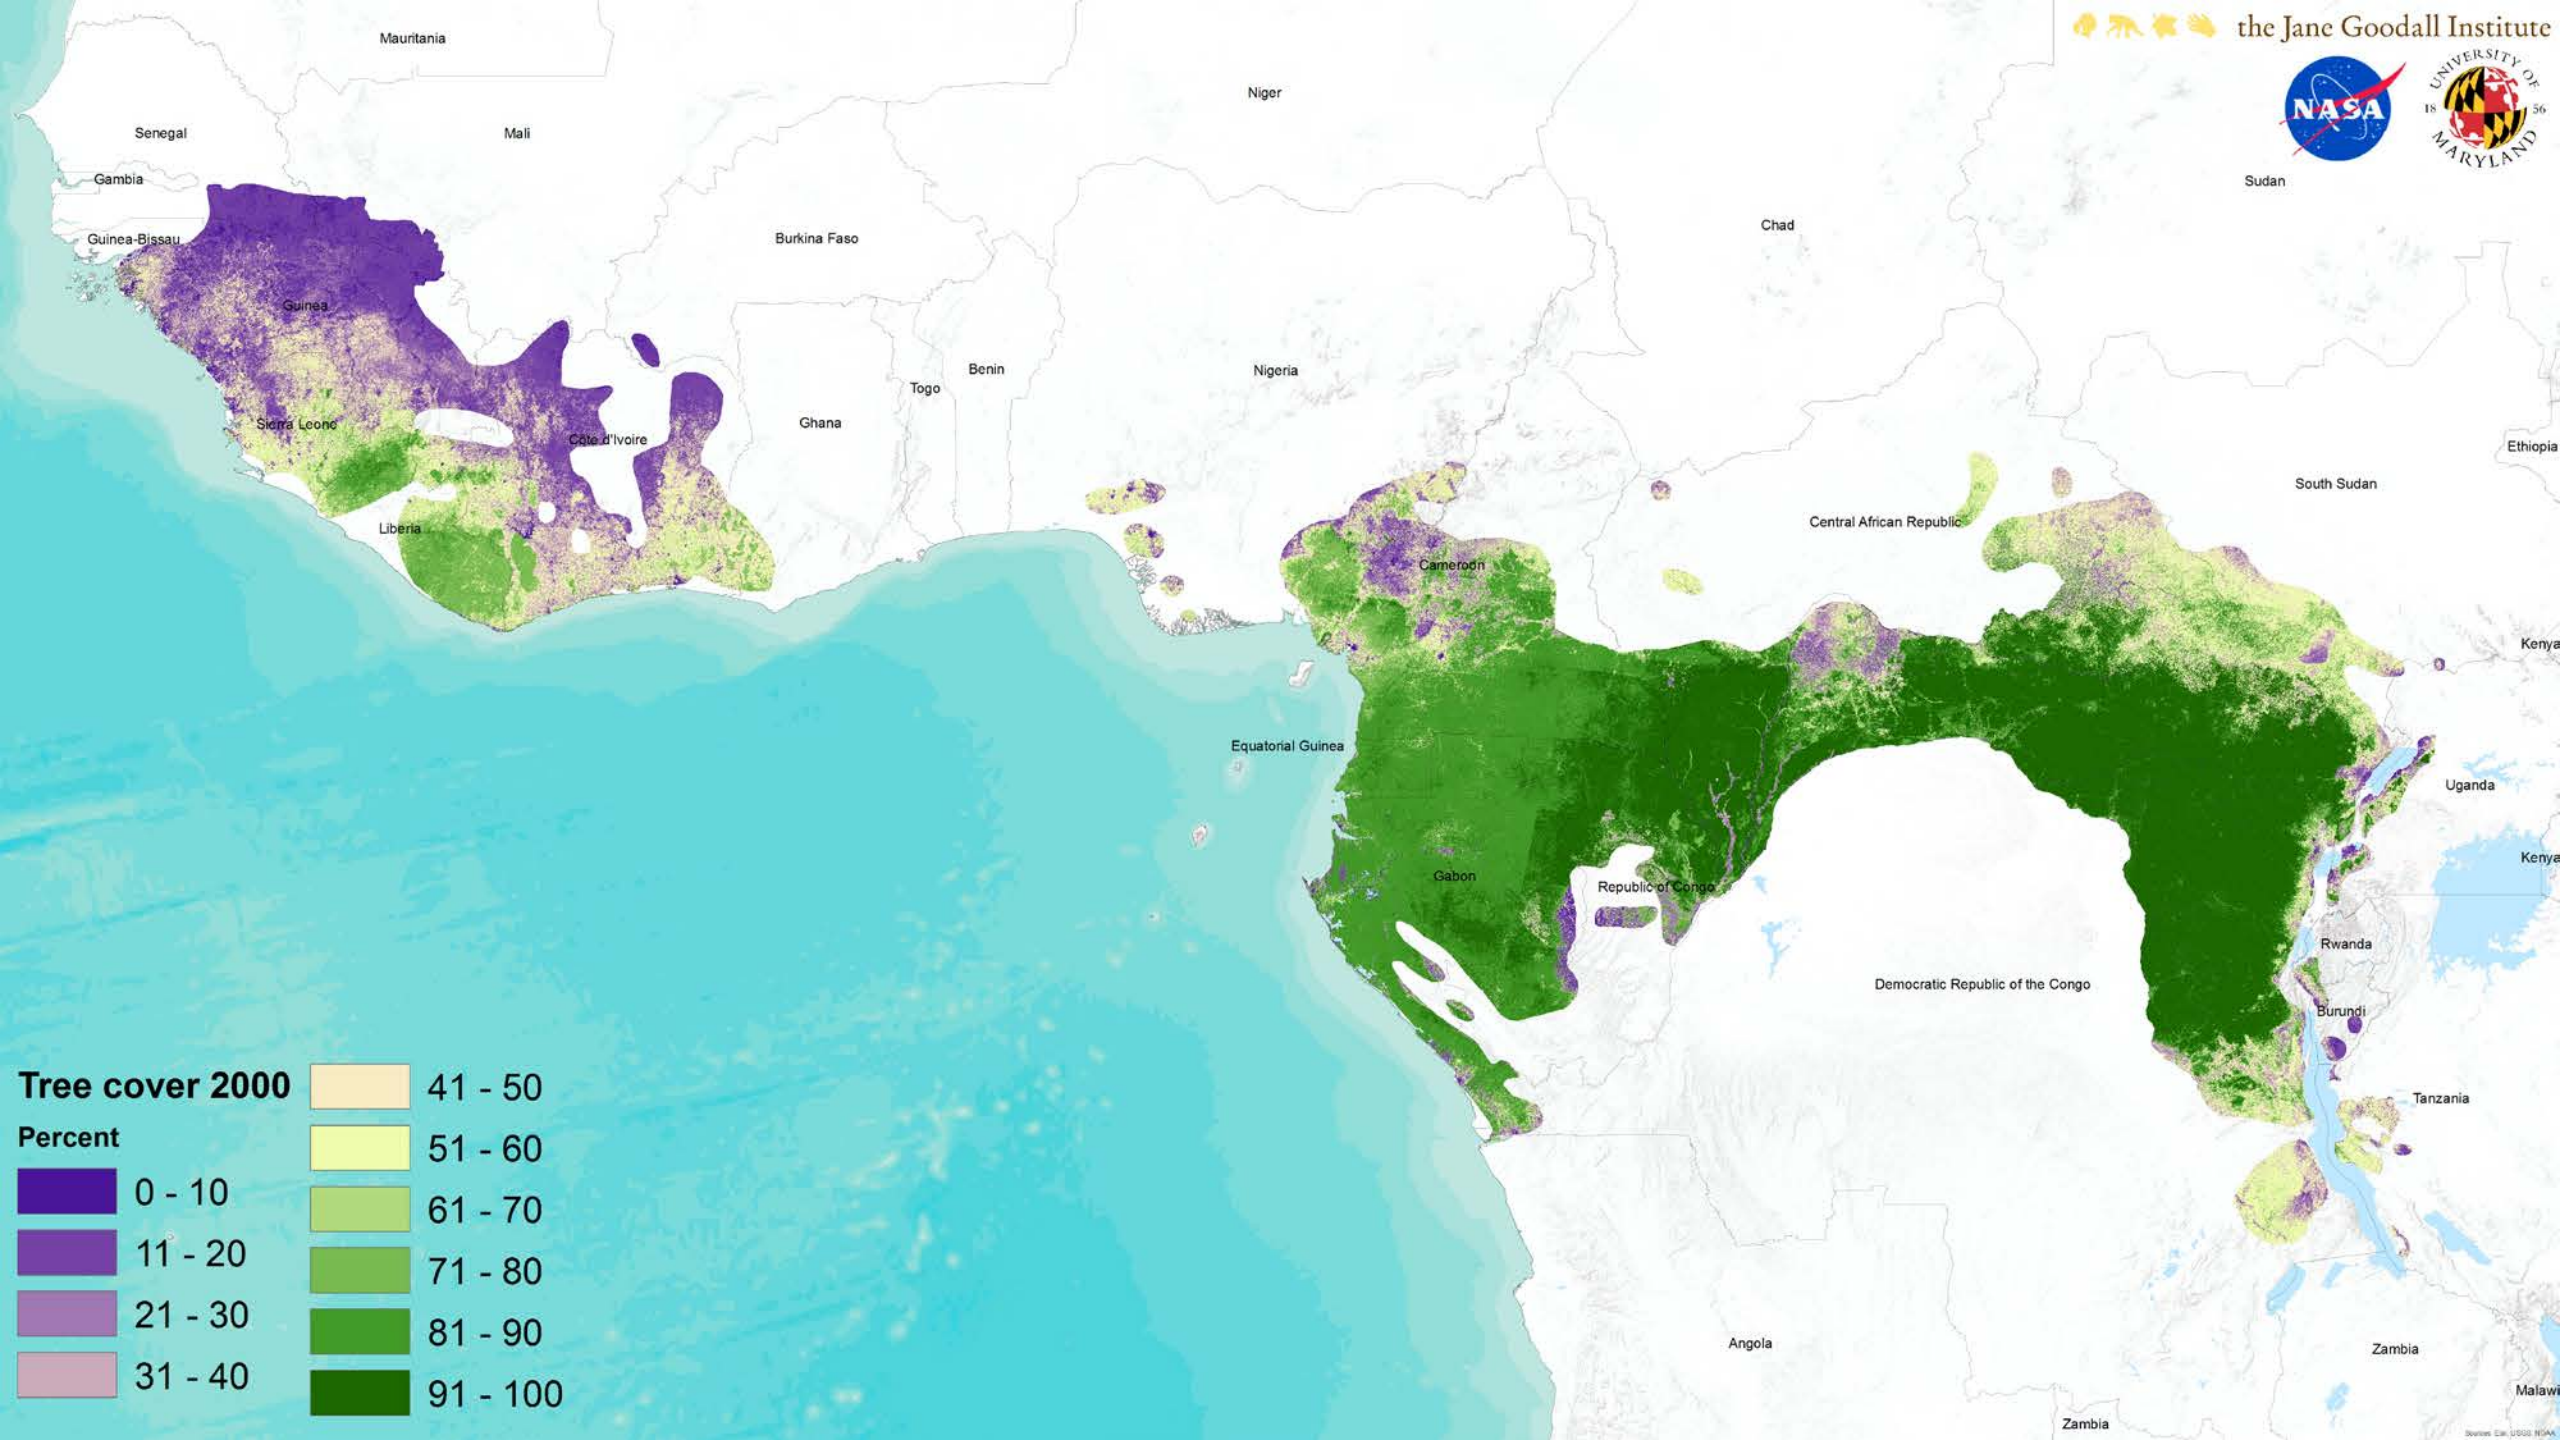 the Jane Goodall Institute
NASA
UNIVERSITY OF
18 56
MARYLAND
Mauritania
Niger
Senegal
Mali
Gambia
Sudan
Chad
Guinea-Bissau
Burkina Faso
Guinea
Nigeria
Benin
Togo
Ghana
Sierra Leone
Côte d'Ivoire
Ethiopia
South Sudan
Central African Republic
Liberia
Cameroon
Kenya
Equatorial Guinea
Uganda
Kenya
Gabon
Republic of Congo
Rwanda
Democratic Republic of the Congo
Burundi
Tanzania
Angola
Zambia
Malawi
Zambia
Tree cover 2000
Percent
0 - 10
11 - 20
21 - 30
31 - 40
41 - 50
51 - 60
61 - 70
71 - 80
81 - 90
91 - 100
Sources: Esri, USGS, NOAA